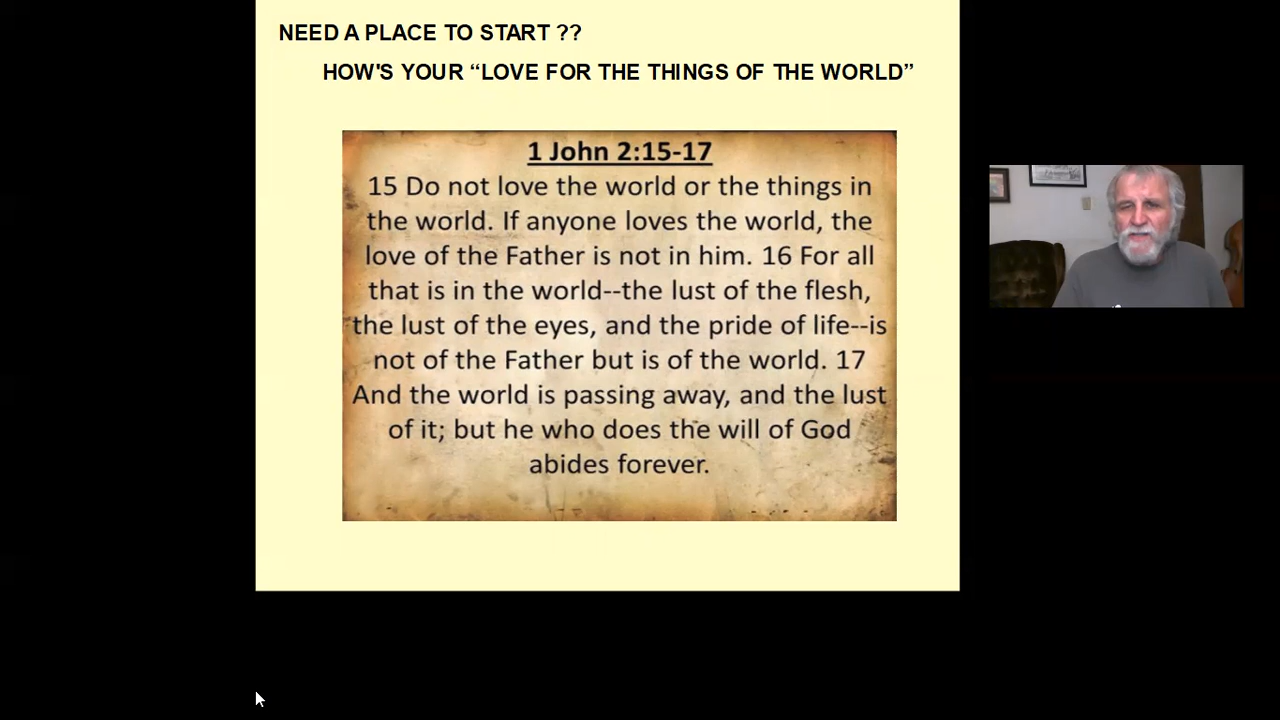 NEED A PLACE TO START ??
HOW'S YOUR “LOVE FOR THE THINGS OF THE WORLD”
1 John 2:15-17
15 Do not love the world or the things in
the world. If anyone loves the world, the
love of the Father is not in him. 16 For all
that is in the world--the lust of the flesh,
the lust of the eyes, and the pride of life--is
not of the Father but is of the world. 17
And the world is passing away, and the lust
of it; but he who does the will of God
abides forever.